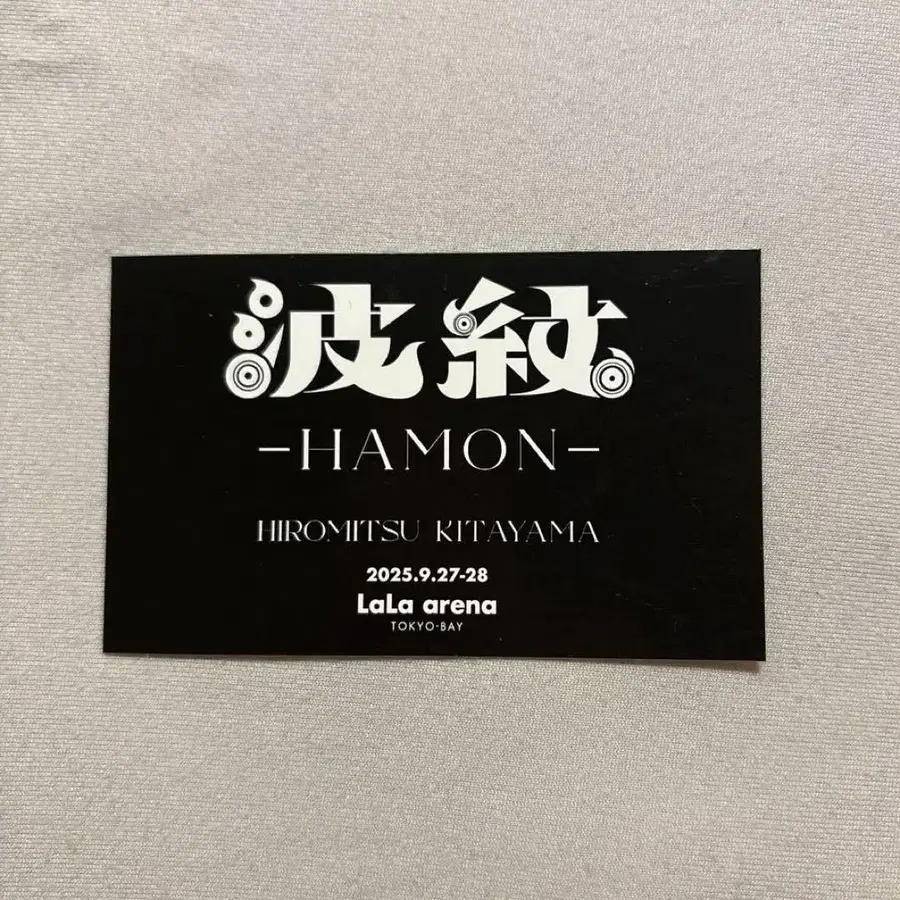 波紋
-HAMON-
HIROMITSU KITAYAMA
2025.9.27-28
LaLa arena
TOKYO-BAY